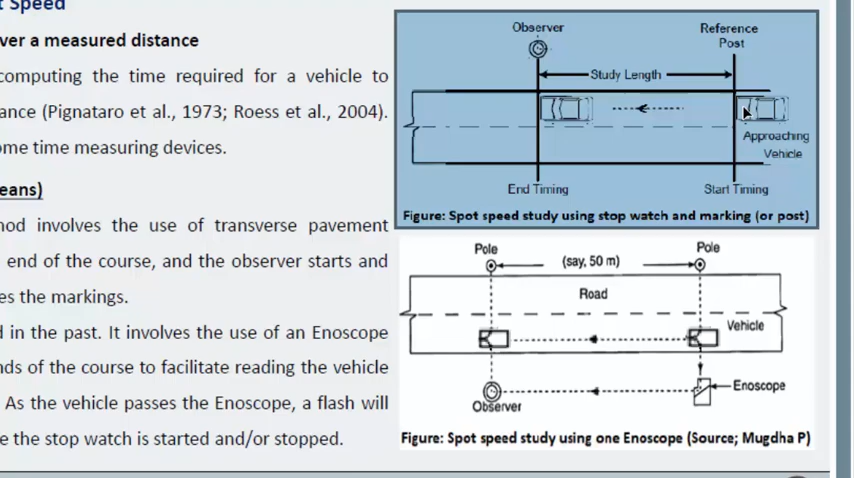 t Speed
ver a measured distance
computing the time required for a vehicle to
ance (Pignataro et al., 1973; Roess et al., 2004).
ome time measuring devices.
eans)
nod involves the use of transverse pavement
end of the course, and the observer starts and
es the markings.
d in the past. It involves the use of an Enoscope
nds of the course to facilitate reading the vehicle
As the vehicle passes the Enoscope, a flash will
e the stop watch is started and/or stopped.
Observer
Reference
Post
Study Length
Approaching
Vehicle
End Timing
Start Timing
Figure: Spot speed study using stop watch and marking (or post)
Pole
(say, 50 m)
Pole
Road
Vehicle
Enoscope
Observer
Figure: Spot speed study using one Enoscope (Source; Mugdha P)